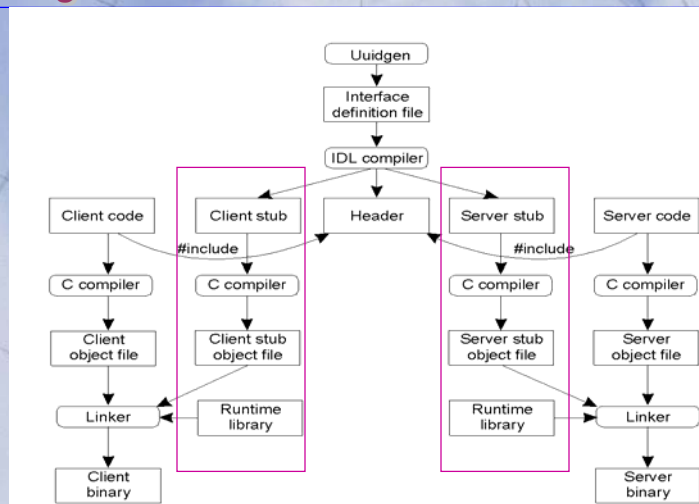 Uuidgen
Interface
definition file
IDL compiler
Client code
Client stub
Header
Server stub
Server code
#include
#include
C compiler
C compiler
C compiler
C compiler
Client
object file
Client stub
object file
Server stub
object file
Server
object file
Linker
Runtime
library
Runtime
library
Linker
Client
binary
Server
binary